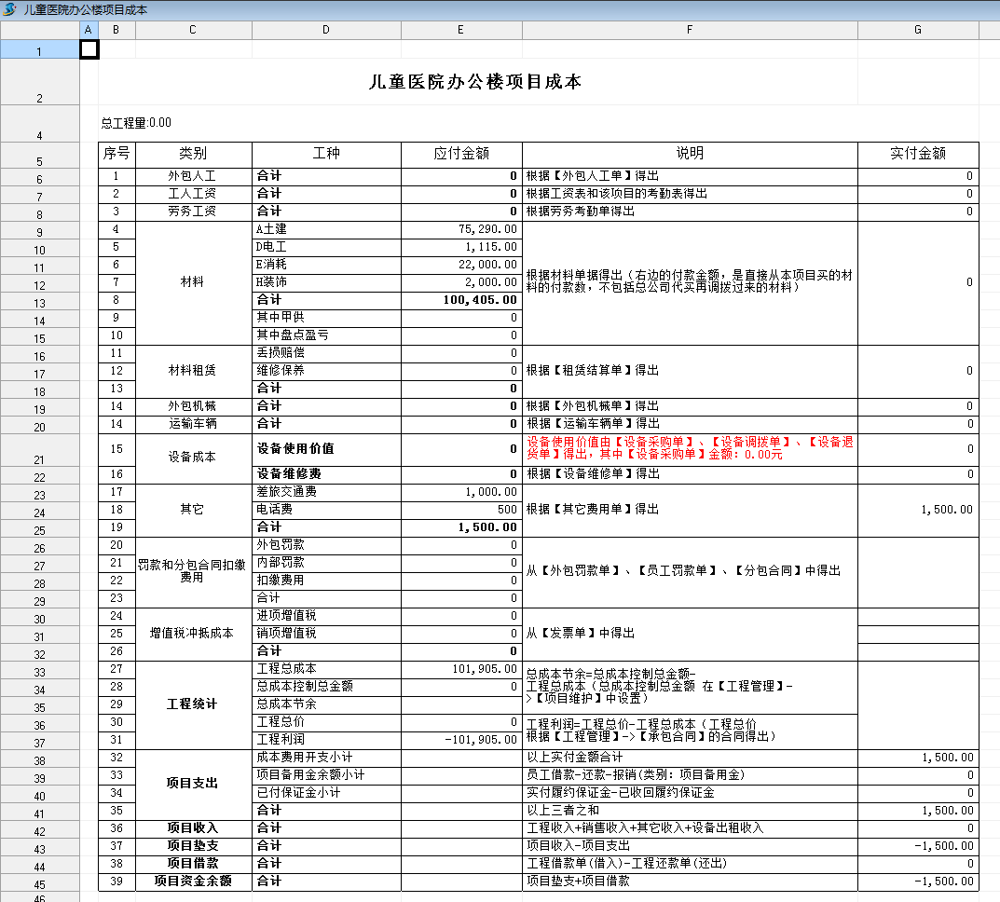 儿童医院办公楼项目成本
A B C D E F G
1
2 儿童医院办公楼项目成本
4 总工程量:0.00
5 序号 类别 工种 应付金额 说明 实付金额
6 1 外包人工 合计 0 根据【外包人工单】得出 0
7 2 工人工资 合计 0 根据工资表和该项目的考勤表得出 0
8 3 劳务工资 合计 0 根据劳务考勤单得出 0
9 4 A土建 75,290.00
10 5 D电工 1,115.00
11 6 E消耗 22,000.00 根据材料单据得出（右边的付款金额，是直接从本项目买的材
12 7 材料 H装饰 2,000.00 料的付款数，不包括总公司代买再调拨过来的材料） 0
13 8 合计 100,405.00
14 9 其中甲供 0
15 10 其中盘点盈亏 0
16 11 丢损赔偿 0
17 12 材料租赁 维修保养 0 根据【租赁结算单】得出 0
18 13 合计 0
19 14 外包机械 合计 0 根据【外包机械单】得出 0
20 14 运输车辆 合计 0 根据【运输车辆单】得出 0
21 15 设备成本 设备使用价值 0 设备使用价值由【设备采购单】、【设备调拨单】、【设备退
货单】得出，其中【设备采购单】金额：0.00元 0
22 16 设备维修费 0 根据【设备维修单】得出 0
23 17 差旅交通费 1,000.00
24 18 其它 电话费 500 根据【其它费用单】得出 1,500.00
25 19 合计 1,500.00
26 20 外包罚款 0
27 21 罚款和分包合同扣缴 内部罚款 0 从【外包罚款单】、【员工罚款单】、【分包合同】中得出
28 22 费用 扣缴费用 0
29 23 合计 0
30 24 进项增值税 0
31 25 增值税冲抵成本 销项增值税 0 从【发票单】中得出
32 26 合计 0
33 27 工程总成本 101,905.00 总成本节余=总成本控制总金额-
34 28 总成本控制总金额 0 工程总成本（总成本控制总金额 在【工程管理】-
35 29 工程统计 总成本节余 >【项目维护】中设置）
36 30 工程总价 0 工程利润=工程总价-工程总成本（工程总价
37 31 工程利润 -101,905.00 根据【工程管理】->【承包合同】的合同得出）
38 32 成本费用开支小计 以上实付金额合计 1,500.00
39 33 项目支出 项目备用金余额小计 员工借款-还款-报销(类别：项目备用金) 0
40 34 已付保证金小计 实付履约保证金-已收回履约保证金 0
41 35 合计 以上三者之和 1,500.00
42 36 项目收入 合计 工程收入+销售收入+其它收入+设备出租收入 0
43 37 项目垫支 合计 项目收入-项目支出 -1,500.00
44 38 项目借款 合计 工程借款单(借入)-工程还款单(还出) 0
45 39 项目资金余额 合计 项目垫支+项目借款 -1,500.00
46